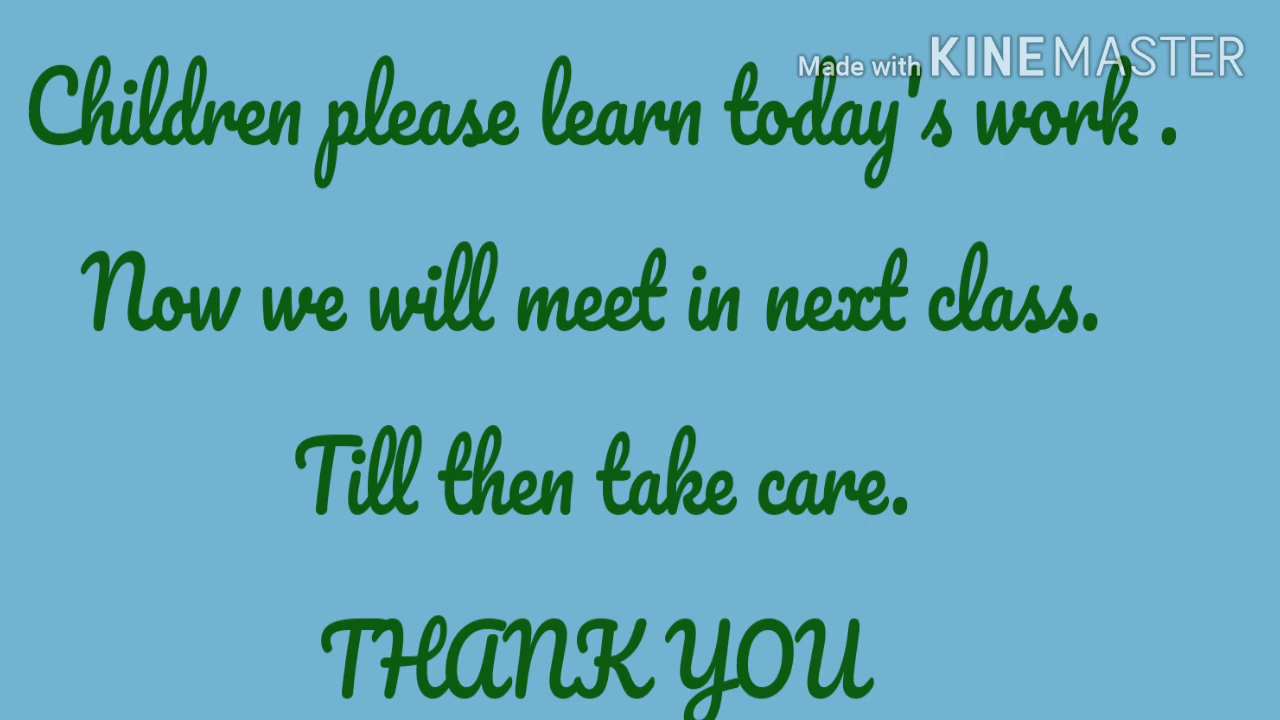 Made with KINEMASTER
Children please learn today's work .
Now we will meet in next class.
Till then take care.
THANK YOU